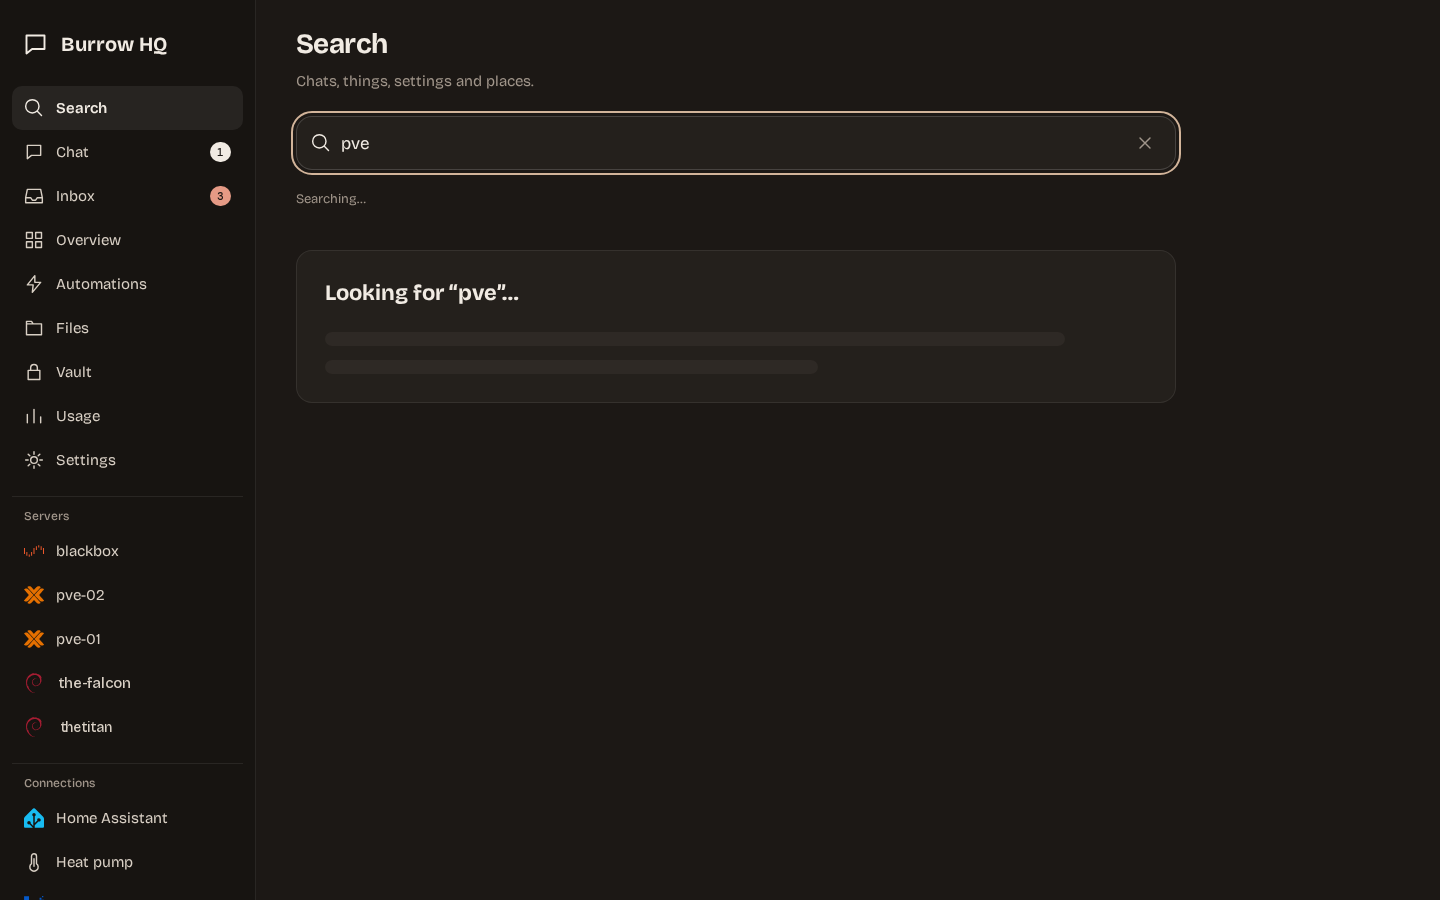 Burrow HQ
Search
Chat 1
Inbox 3
Overview
Automations
Files
Vault
Usage
Settings
Servers
blackbox
pve-02
pve-01
the-falcon
thetitan
Connections
Home Assistant
Heat pump
Search
Chats, things, settings and places.
pve
Searching...
Looking for “pve”...